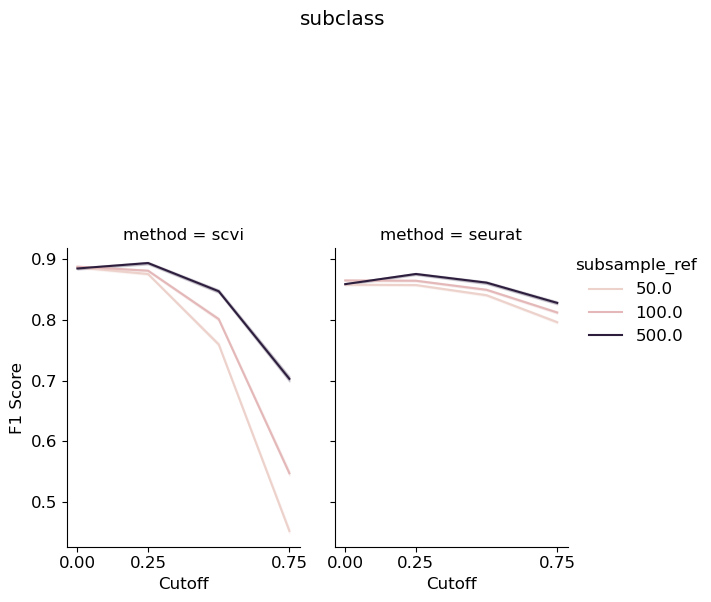 subclass
method = scvi
method = seurat
F1 Score
0.9
0.8
0.7
0.6
0.5
0.00
0.25
0.75
Cutoff
0.00
0.25
0.75
Cutoff
subsample_ref
50.0
100.0
500.0